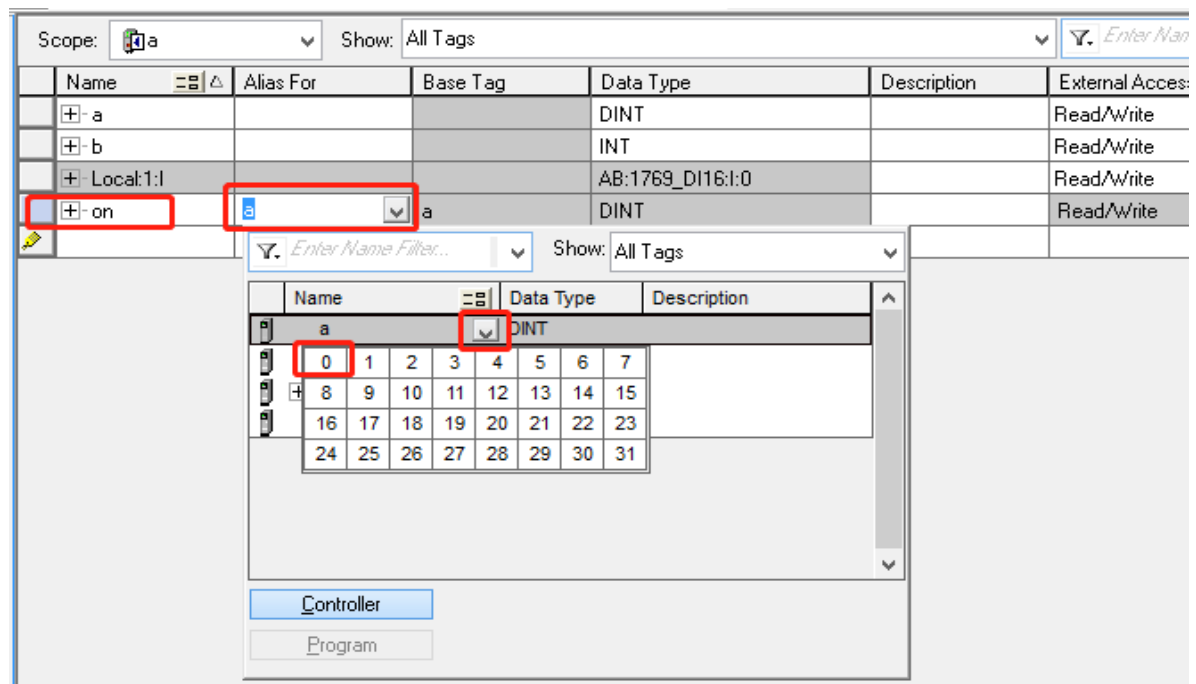 Scope: a Show: All Tags Enter Nam
Name Alias For Base Tag Data Type Description External Acces
a DINT Read/Write
b INT Read/Write
Local:1:I AB:1769_DI16:I:0 Read/Write
on a a DINT Read/Write
Enter Name Filter... Show: All Tags
Name Data Type Description
a DINT
0 1 2 3 4 5 6 7
8 9 10 11 12 13 14 15
16 17 18 19 20 21 22 23
24 25 26 27 28 29 30 31
Controller
Program